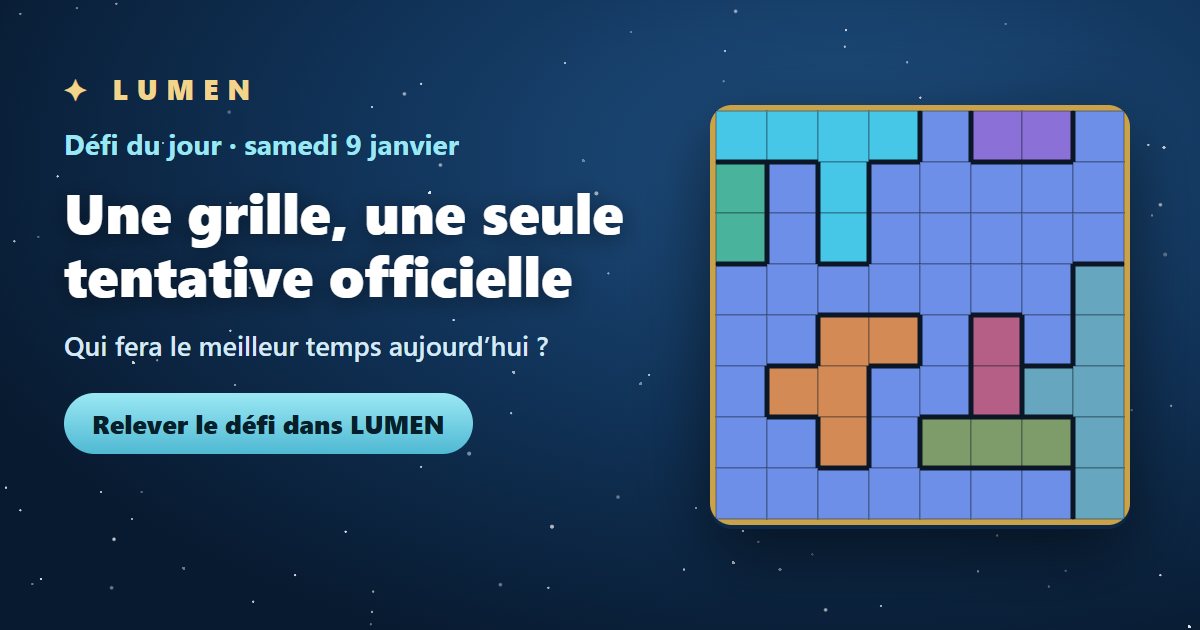 ✦ LUMEN
Défi du jour · samedi 9 janvier
Une grille, une seule
tentative officielle
Qui fera le meilleur temps aujourd’hui ?
Relever le défi dans LUMEN